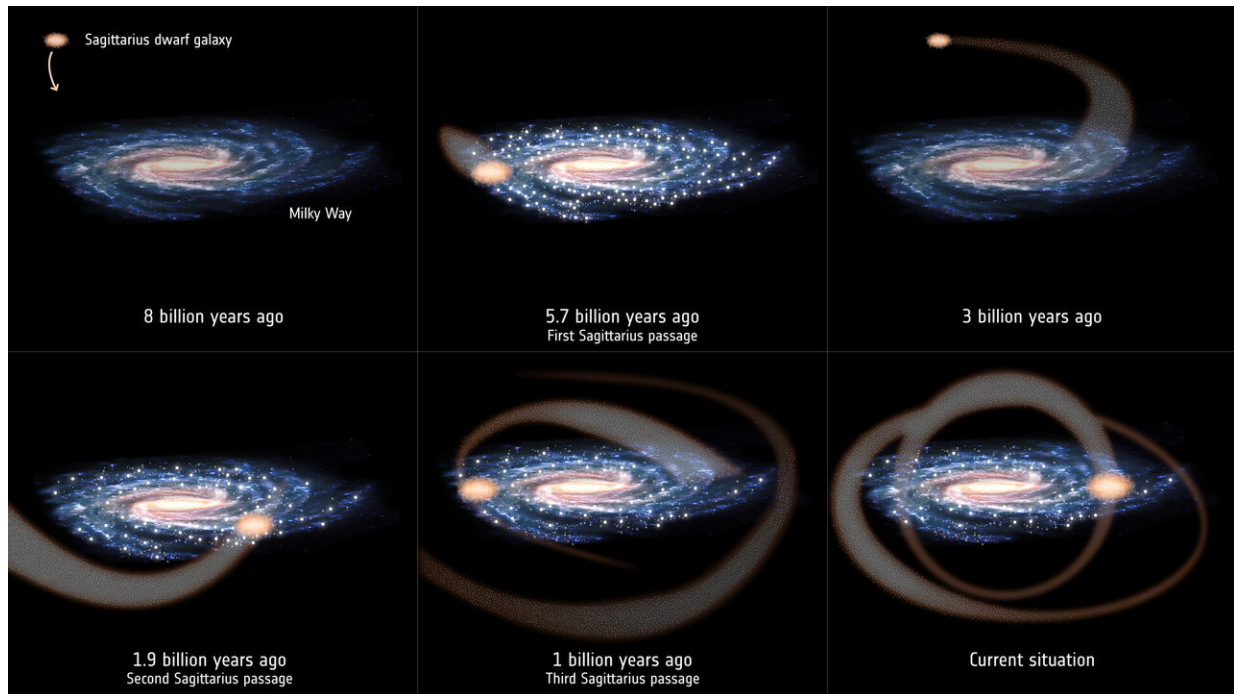 Sagittarius dwarf galaxy
Milky Way
8 billion years ago
5.7 billion years ago
First Sagittarius passage
3 billion years ago
1.9 billion years ago
Second Sagittarius passage
1 billion years ago
Third Sagittarius passage
Current situation